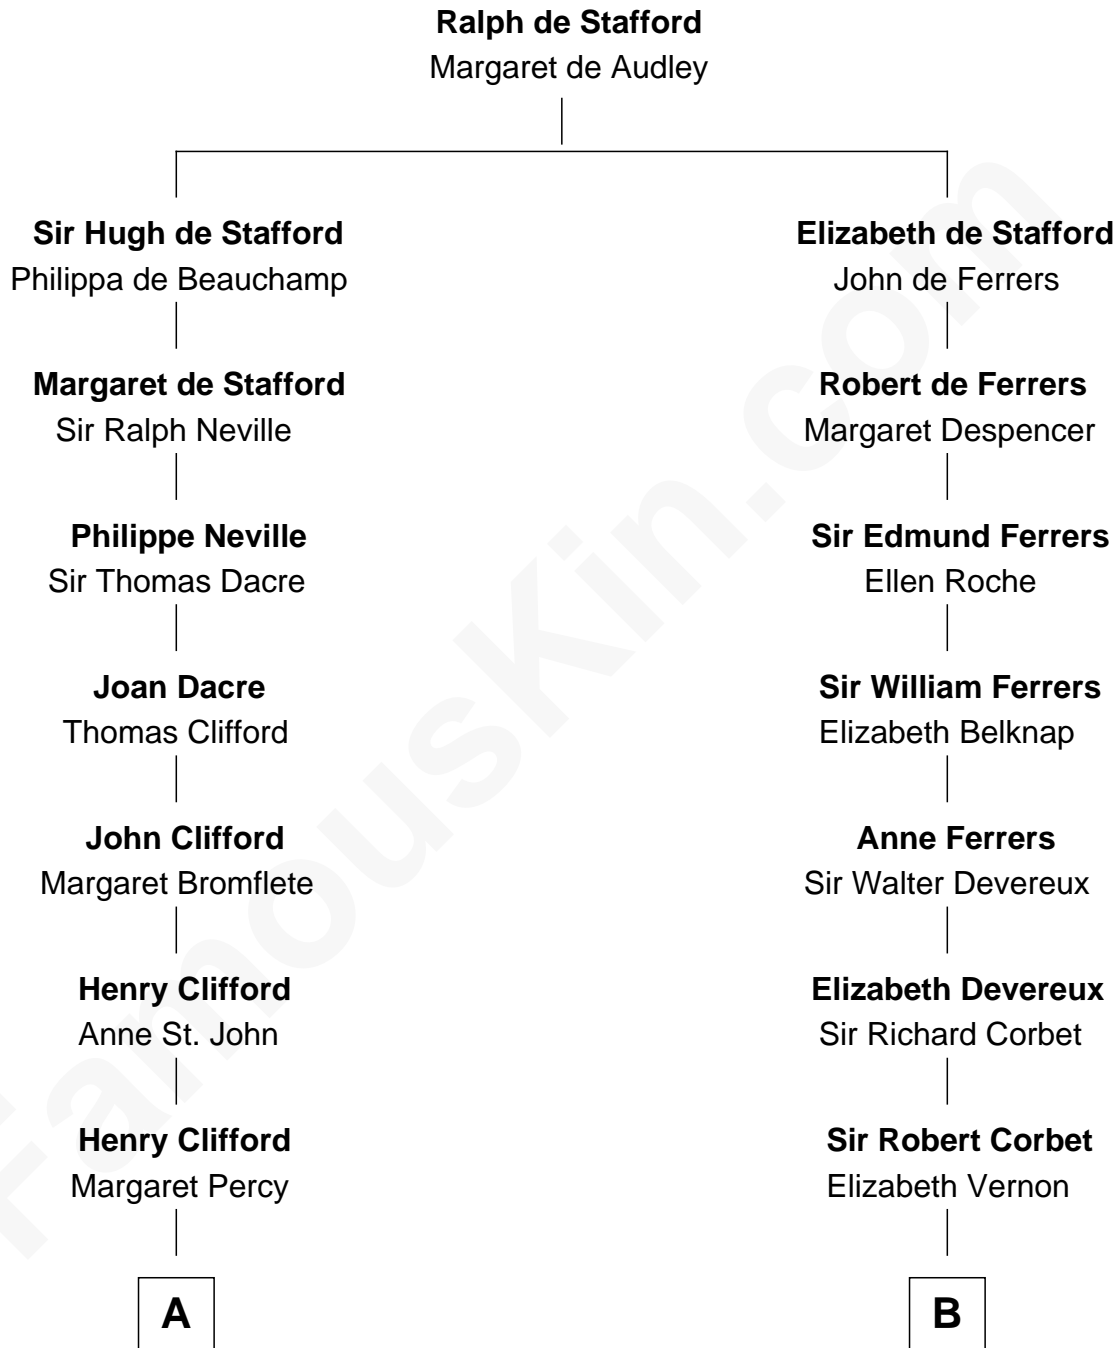 Ralph de Stafford
Margaret de Audley
Sir Hugh de Stafford
Philippa de Beauchamp
Margaret de Stafford
Sir Ralph Neville
Philippe Neville
Sir Thomas Dacre
Joan Dacre
Thomas Clifford
John Clifford
Margaret Bromflete
Henry Clifford
Anne St. John
Henry Clifford
Margaret Percy
A
Elizabeth de Stafford
John de Ferrers
Robert de Ferrers
Margaret Despencer
Sir Edmund Ferrers
Ellen Roche
Sir William Ferrers
Elizabeth Belknap
Anne Ferrers
Sir Walter Devereux
Elizabeth Devereux
Sir Richard Corbet
Sir Robert Corbet
Elizabeth Vernon
B
FamousKin.com